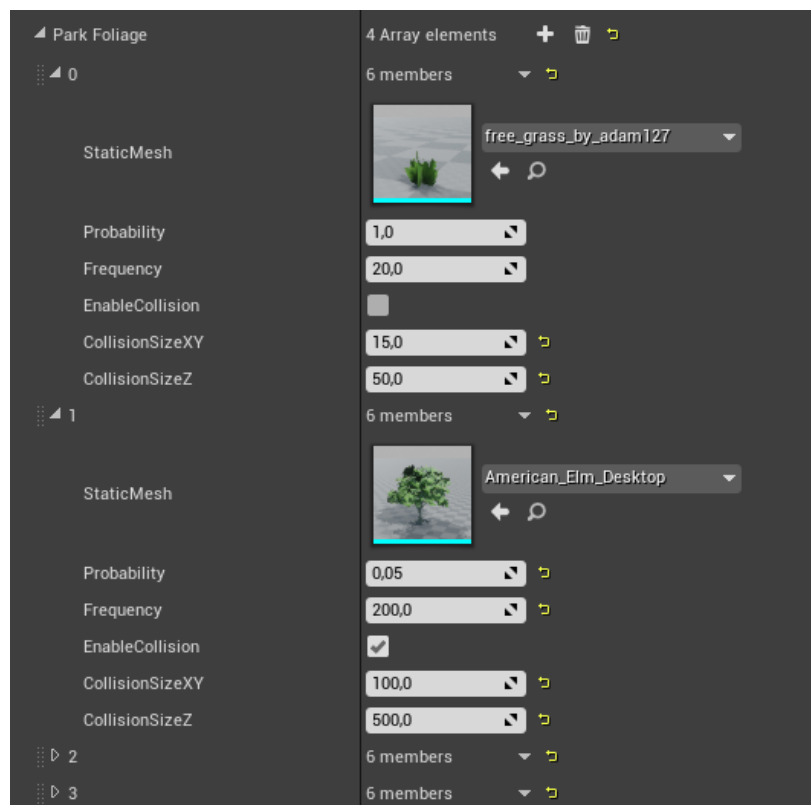 Park Foliage 4 Array elements
0 6 members
StaticMesh free_grass_by_adam127
Probability 1,0
Frequency 20,0
EnableCollision
CollisionSizeXY 15,0
CollisionSizeZ 50,0
1 6 members
StaticMesh American_Elm_Desktop
Probability 0,05
Frequency 200,0
EnableCollision
CollisionSizeXY 100,0
CollisionSizeZ 500,0
2 6 members
3 6 members